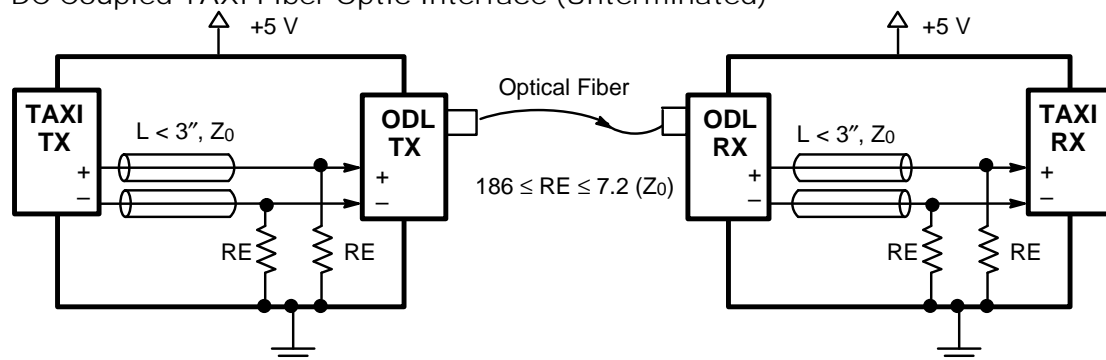 DC Coupled TAXI Fiber Optic Interface (Unterminated)
+5 V
+5 V
TAXI
TX
L < 3″, Z0
+
–
ODL
TX
+
–
Optical Fiber
186 ≤ RE ≤ 7.2 (Z0)
ODL
RX
+
–
L < 3″, Z0
TAXI
RX
+
–
RE
RE
RE
RE